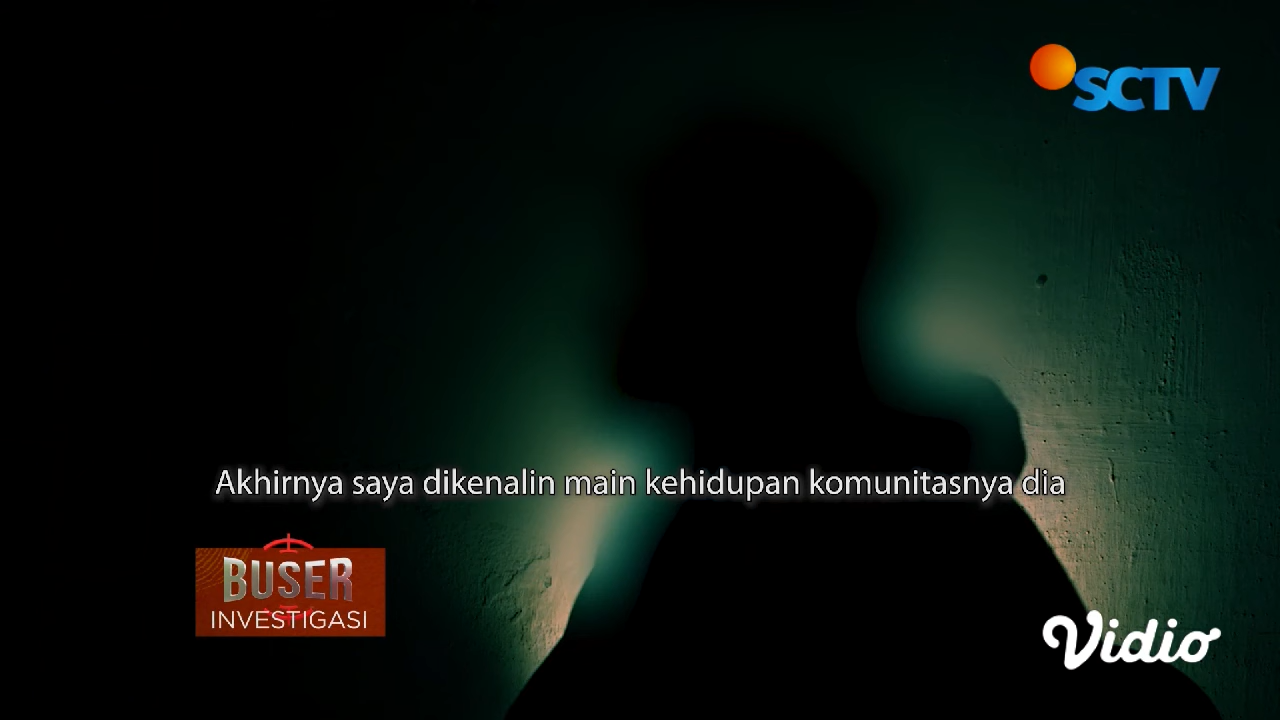 SCTV
Akhirnya saya dikenalin main kehidupan komunitasnya dia
BUSER
INVESTIGASI
Vidio